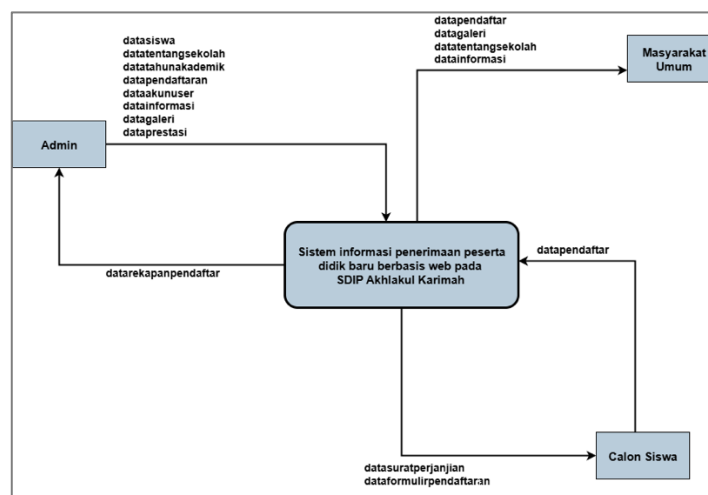 datapendaftar
datagaleri
datatentangsekolah
datainformasi
Masyarakat
Umum
datasiswa
datatentangsekolah
datatahunakademik
datapendaftaran
dataakunuser
datainformasi
datagaleri
dataprestasi
Admin
datarekapanpendaftar
Sistem informasi penerimaan peserta
didik baru berbasis web pada
SDIP Akhlakul Karimah
datapendaftar
Calon Siswa
datasuratperjanjian
dataformulirpendaftaran